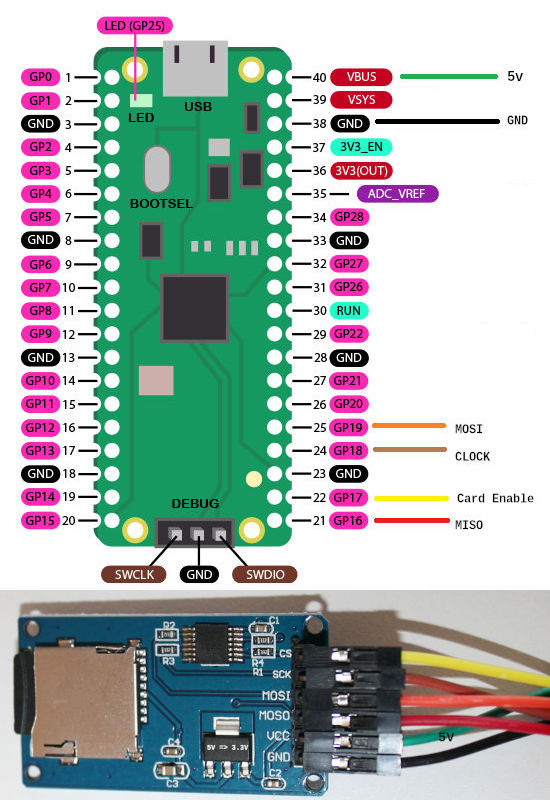 LED (GP25)
GP0 1
GP1 2
GND 3
GP2 4
GP3 5
GP4 6
GP5 7
GND 8
GP6 9
GP7 10
GP8 11
GP9 12
GND 13
GP10 14
GP11 15
GP12 16
GP13 17
GND 18
GP14 19
GP15 20
LED
USB
BOOTSEL
DEBUG
SWCLK GND SWDIO
40 VBUS 5v
39 VSYS
38 GND GND
37 3V3_EN
36 3V3(OUT)
35 ADC_VREF
34 GP28
33 GND
32 GP27
31 GP26
30 RUN
29 GP22
28 GND
27 GP21
26 GP20
25 GP19 MOSI
24 GP18 CLOCK
23 GND
22 GP17 Card Enable
21 GP16 MISO
R2
R3
C1
R4
R1
CS
SCK
MOSI
MOSO
VCC
GND
5V => 3.3V
C3
C2
5V